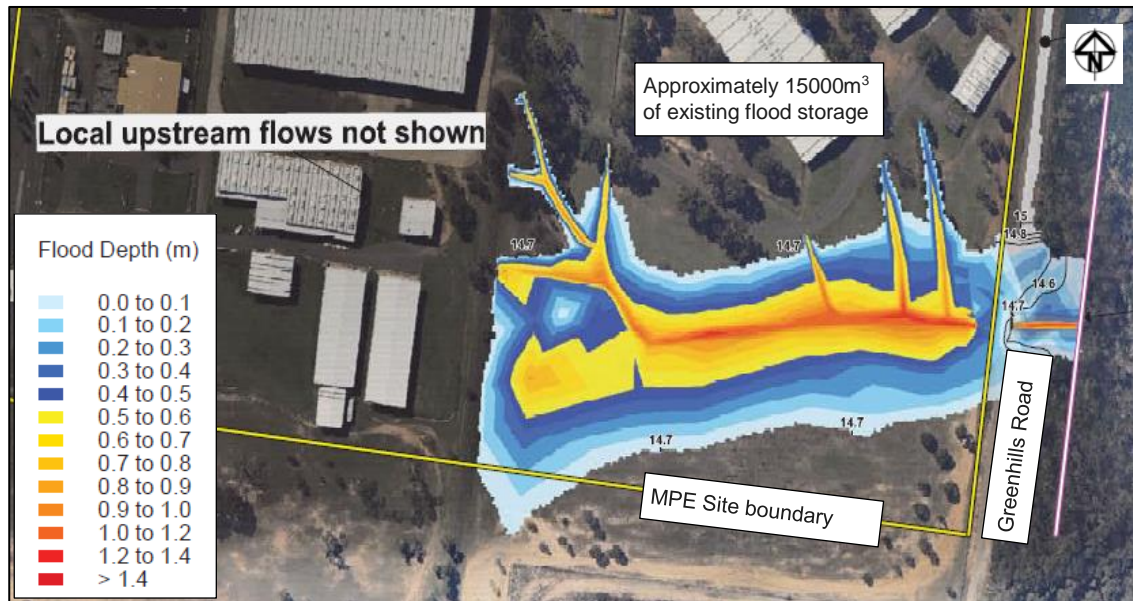 Approximately 15000m³
of existing flood storage
N
Local upstream flows not shown
Flood Depth (m)
0.0 to 0.1
0.1 to 0.2
0.2 to 0.3
0.3 to 0.4
0.4 to 0.5
0.5 to 0.6
0.6 to 0.7
0.7 to 0.8
0.8 to 0.9
0.9 to 1.0
1.0 to 1.2
1.2 to 1.4
> 1.4
14.7
14.7
15
14.8
14.6
14.7
14.7
14.7
MPE Site boundary
Greenhills Road